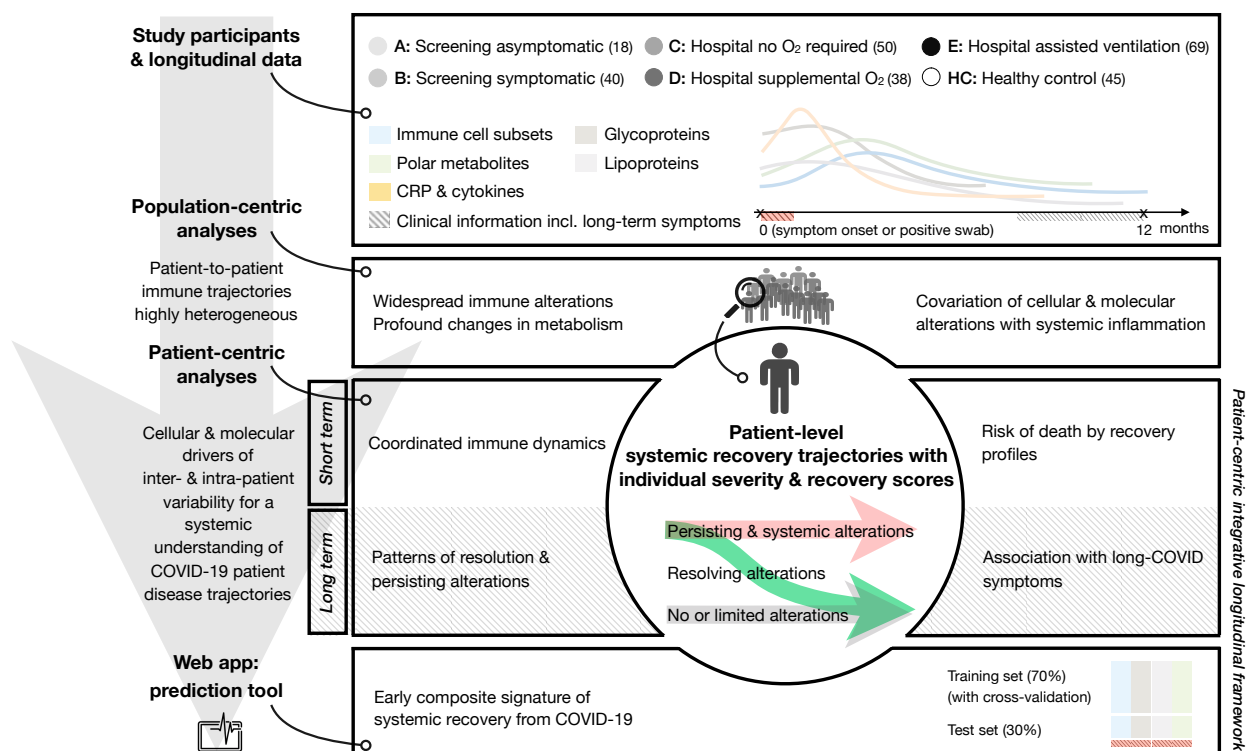 Study participants
& longitudinal data
A: Screening asymptomatic (18)
C: Hospital no O₂ required (50)
E: Hospital assisted ventilation (69)
B: Screening symptomatic (40)
D: Hospital supplemental O₂ (38)
HC: Healthy control (45)
Immune cell subsets
Glycoproteins
Polar metabolites
Lipoproteins
CRP & cytokines
Clinical information incl. long-term symptoms
x
x
0 (symptom onset or positive swab)
12
months
Population-centric
analyses
Patient-to-patient
immune trajectories
highly heterogeneous
Widespread immune alterations
Profound changes in metabolism
Covariation of cellular & molecular
alterations with systemic inflammation
Patient-centric
analyses
Cellular & molecular
drivers of
inter- & intra-patient
variability for a
systemic
understanding of
COVID-19 patient
disease trajectories
Short term
Long term
Coordinated immune dynamics
Patterns of resolution &
persisting alterations
Patient-level
systemic recovery trajectories with
individual severity & recovery scores
Persisting & systemic alterations
Resolving alterations
No or limited alterations
Risk of death by recovery
profiles
Association with long-COVID
symptoms
Patient-centric integrative longitudinal framework
Web app:
prediction tool
Early composite signature of
systemic recovery from COVID-19
Training set (70%)
(with cross-validation)
Test set (30%)